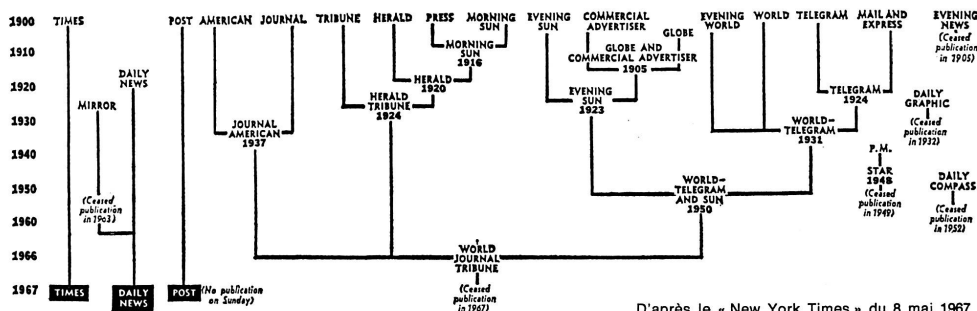 1900
TIMES
POST
AMERICAN
JOURNAL
TRIBUNE
HERALD
PRESS
MORNING
SUN
EVENING
SUN
COMMERCIAL
ADVERTISER
GLOBE
EVENING
WORLD
WORLD
TELEGRAM
MAIL AND
EXPRESS
EVENING
NEWS
(Ceased
publication
in 1905)
1910
MORNING
SUN
1916
GLOBE AND
COMMERCIAL ADVERTISER
1905
DAILY
NEWS
1920
HERALD
1920
MIRROR
HERALD
TRIBUNE
1924
EVENING
SUN
1923
TELEGRAM
1924
DAILY
GRAPHIC
(Ceased
publication
in 1932)
1930
JOURNAL
AMERICAN
1937
WORLD-
TELEGRAM
1931
1940
P.M.
STAR
1948
(Ceased
publication
in 1949)
1950
WORLD-
TELEGRAM
AND SUN
1950
DAILY
COMPASS
(Ceased
publication
in 1952)
(Ceased
publication
in 1963)
1960
1966
WORLD
JOURNAL
TRIBUNE
(Ceased
publication
in 1967)
1967
TIMES
DAILY
NEWS
POST
(No publication
on Sunday)
D'après le « New York Times » du 8 mai 1967